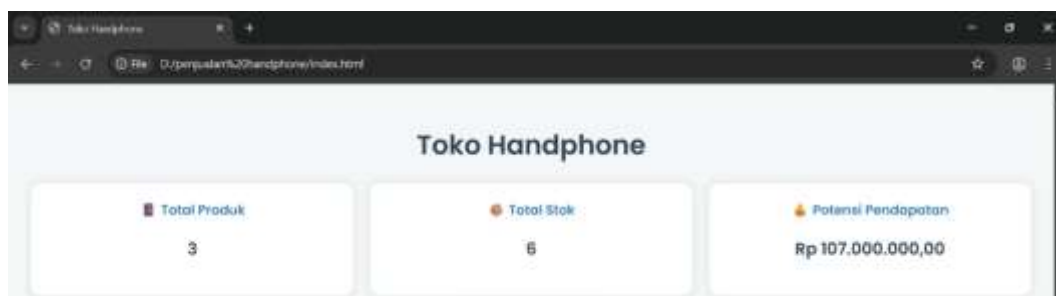 Toko Handphone
File D:/penjualan%20handphone/index.html
Toko Handphone
Total Produk
Total Stok
Potensi Pendapatan
3
6
Rp 107.000.000,00